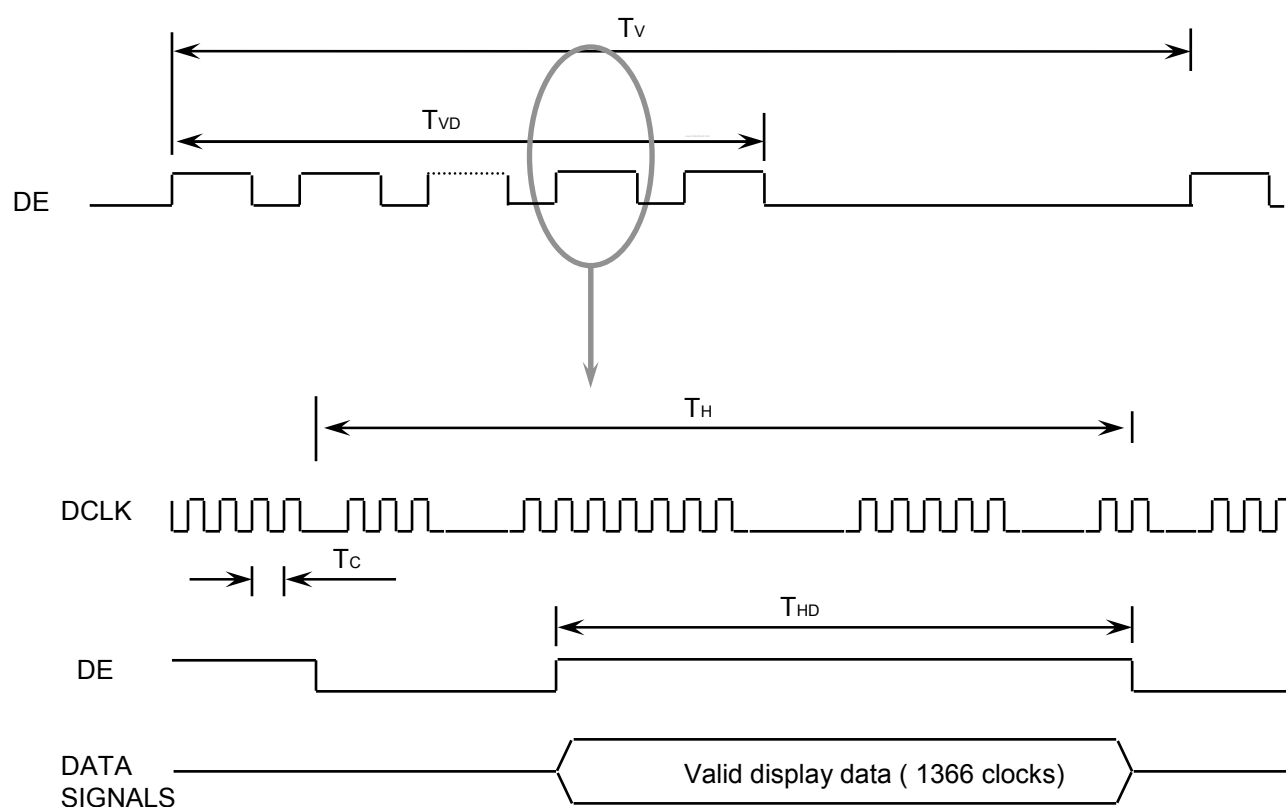 TV
TVD
DE
TH
DCLK
TC
THD
DE
DATA
SIGNALS
Valid display data ( 1366 clocks)